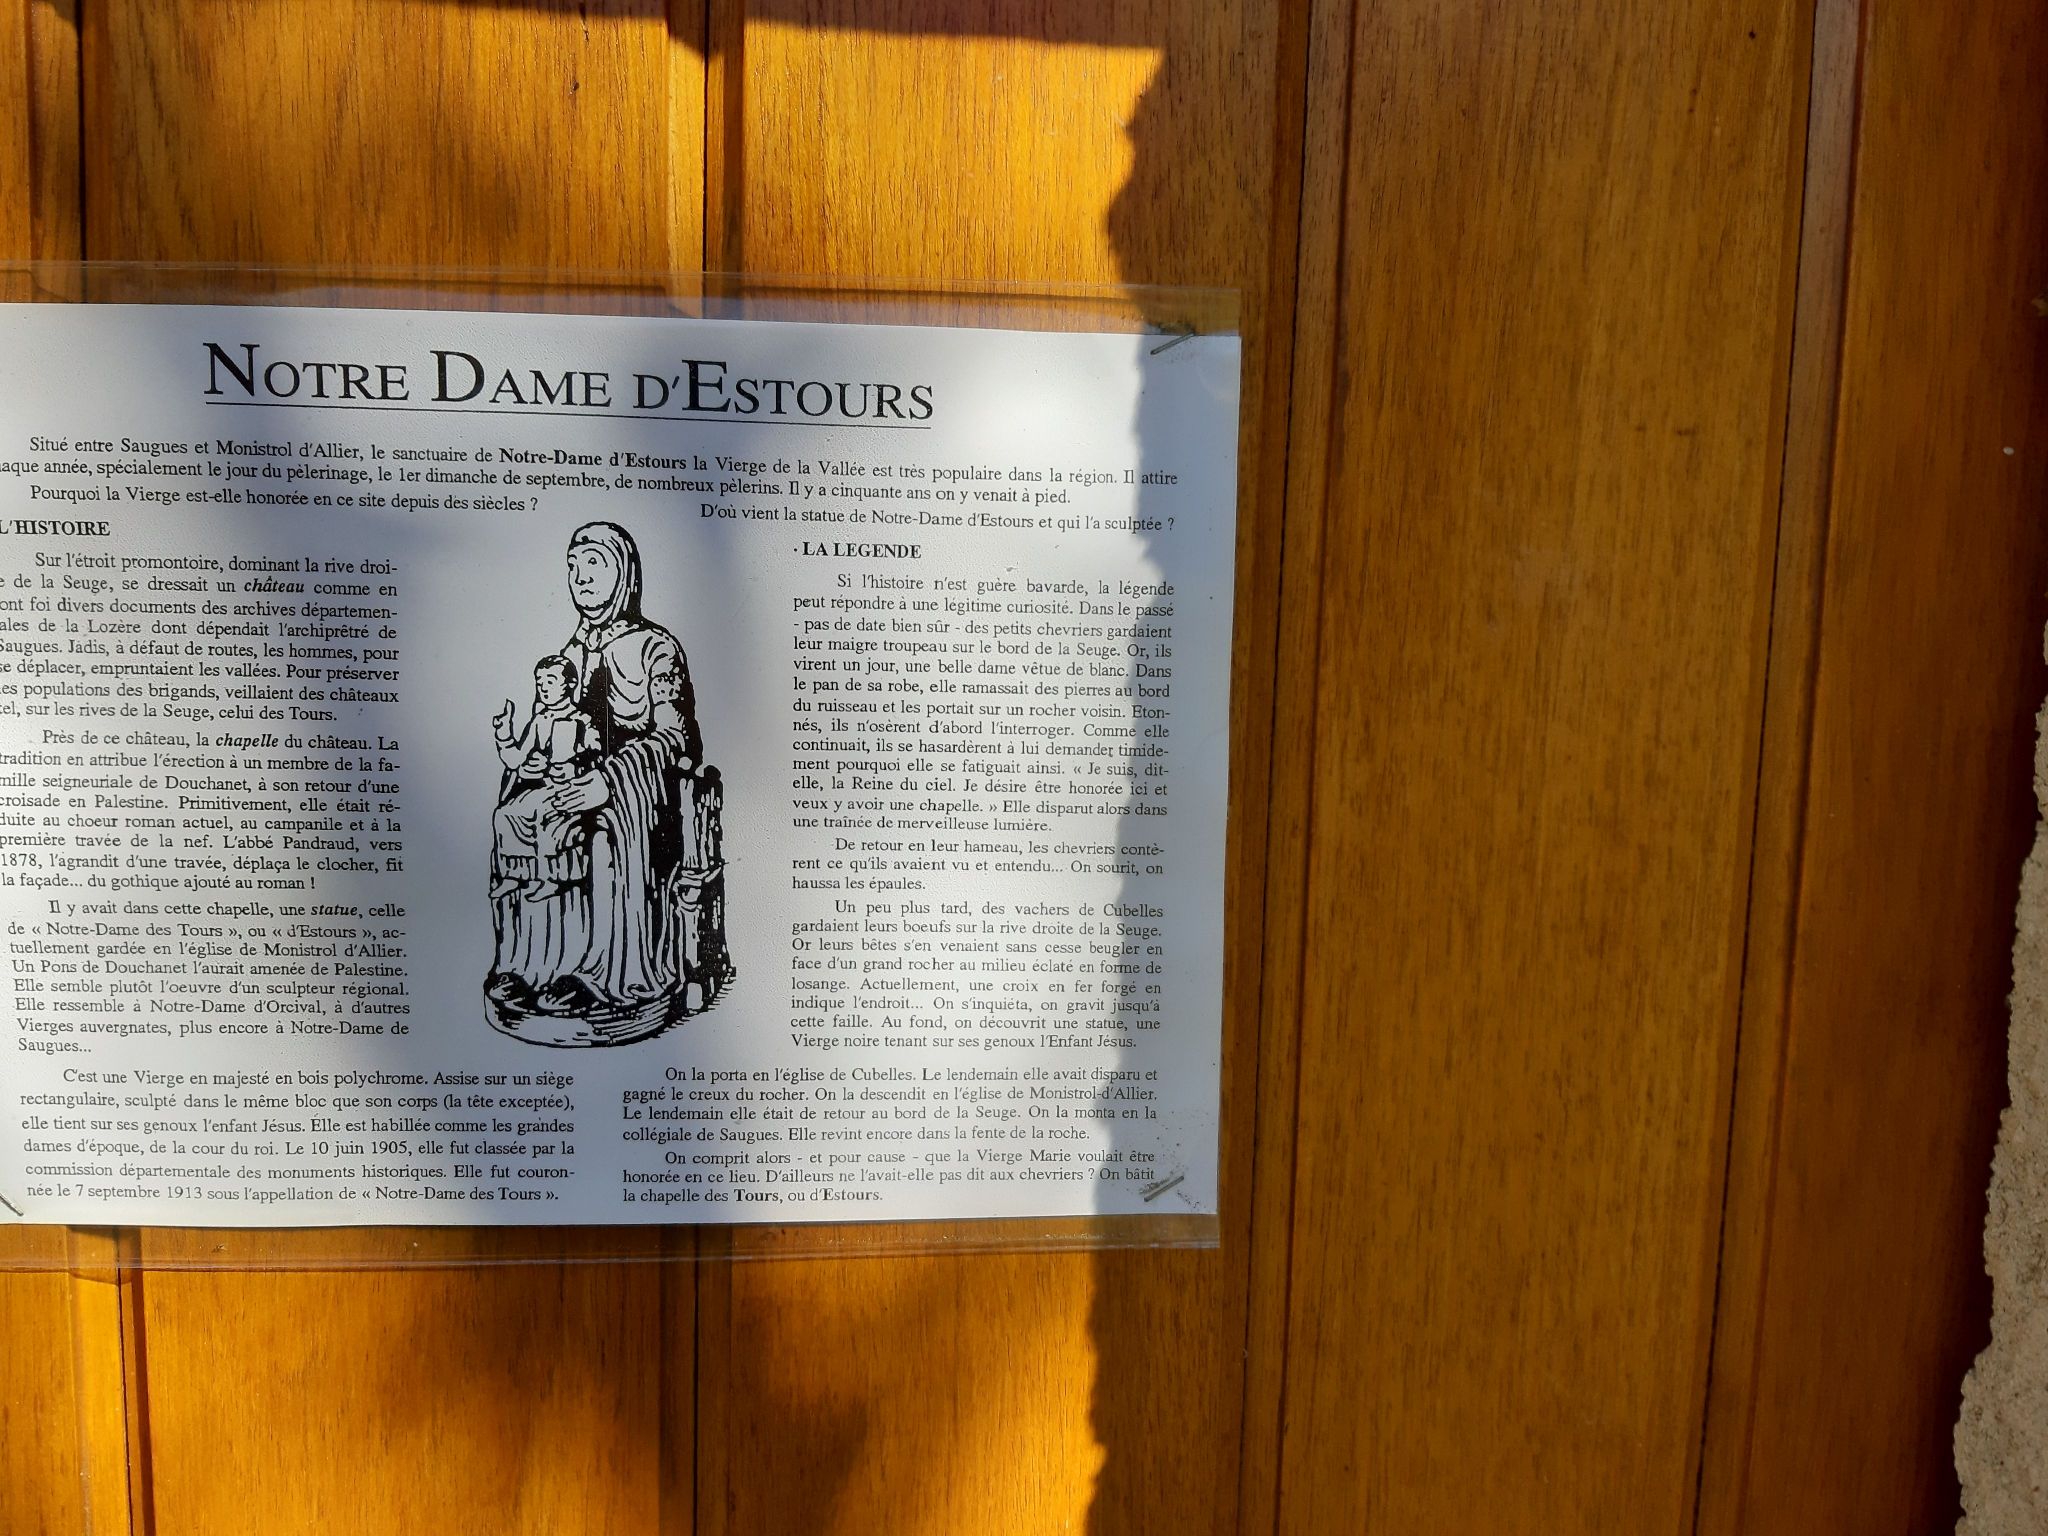 NOTRE DAME D'ESTOURS
Situé entre Saugues et Monistrol d'Allier, le sanctuaire de Notre-Dame d'Estours la Vierge de la Vallée est très populaire dans la région. Il attire
année, spécialement le jour du pèlerinage, le 1er dimanche de septembre, de nombreux pèlerins. Il y a cinquante ans on y venait à pied.
Pourquoi la Vierge est-elle honorée en ce site depuis des siècles ?
D'où vient la statue de Notre-Dame d'Estours et qui l'a sculptée ?
L'HISTOIRE
Sur l'étroit promontoire, dominant la rive droi-
e de la Seuge, se dressait un château comme en
ont foi divers documents des archives départemen-
ales de la Lozère dont dépendait l'archiprêtré de
Saugues. Jadis, à défaut de routes, les hommes, pour
se déplacer, empruntaient les vallées. Pour préserver
es populations des brigands, veillaient des châteaux
tel, sur les rives de la Seuge, celui des Tours.
Près de ce château, la chapelle du château. La
tradition en attribue l'érection à un membre de la fa-
mille seigneuriale de Douchanet, à son retour d'une
croisade en Palestine. Primitivement, elle était ré-
duite au choeur roman actuel, au campanile et à la
première travée de la nef. L'abbé Pandraud, vers
1878, l'agrandit d'une travée, déplaça le clocher, fit
la façade... du gothique ajouté au roman !
Il y avait dans cette chapelle, une statue, celle
de « Notre-Dame des Tours », ou « d'Estours », ac-
tuellement gardée en l'église de Monistrol d'Allier.
Un Pons de Douchanet l'aurait amenée de Palestine.
Elle semble plutôt l'oeuvre d'un sculpteur régional.
Elle ressemble à Notre-Dame d'Orcival, à d'autres
Vierges auvergnates, plus encore à Notre-Dame de
Saugues...
C'est une Vierge en majesté en bois polychrome. Assise sur un siège
rectangulaire, sculpté dans le même bloc que son corps (la tête exceptée),
elle tient sur ses genoux l'enfant Jésus. Elle est habillée comme les grandes
dames d'époque, de la cour du roi. Le 10 juin 1905, elle fut classée par la
commission départementale des monuments historiques. Elle fut couron-
née le 7 septembre 1913 sous l'appellation de « Notre-Dame des Tours ».
· LA LEGENDE
Si l'histoire n'est guère bavarde, la légende
peut répondre à une légitime curiosité. Dans le passé
- pas de date bien sûr - des petits chevriers gardaient
leur maigre troupeau sur le bord de la Seuge. Or, ils
virent un jour, une belle dame vêtue de blanc. Dans
le pan de sa robe, elle ramassait des pierres au bord
du ruisseau et les portait sur un rocher voisin. Eton-
nés, ils n'osèrent d'abord l'interroger. Comme elle
continuait, ils se hasardèrent à lui demander timide-
ment pourquoi elle se fatiguait ainsi. « Je suis, dit-
elle, la Reine du ciel. Je désire être honorée ici et
veux y avoir une chapelle. » Elle disparut alors dans
une traînée de merveilleuse lumière.
De retour en leur hameau, les chevriers contè-
rent ce qu'ils avaient vu et entendu... On sourit, on
haussa les épaules.
Un peu plus tard, des vachers de Cubelles
gardaient leurs boeufs sur la rive droite de la Seuge.
Or leurs bêtes s'en venaient sans cesse beugler en
face d'un grand rocher au milieu éclaté en forme de
losange. Actuellement, une croix en fer forgé en
indique l'endroit... On s'inquiéta, on gravit jusqu'à
cette faille. Au fond, on découvrit une statue, une
Vierge noire tenant sur ses genoux l'Enfant Jésus.
On la porta en l'église de Cubelles. Le lendemain elle avait disparu et
gagné le creux du rocher. On la descendit en l'église de Monistrol-d'Allier.
Le lendemain elle était de retour au bord de la Seuge. On la monta en la
collégiale de Saugues. Elle revint encore dans la fente de la roche.
On comprit alors - et pour cause - que la Vierge Marie voulait être
honorée en ce lieu. D'ailleurs ne l'avait-elle pas dit aux chevriers ? On bâtit
la chapelle des Tours, ou d'Estours.